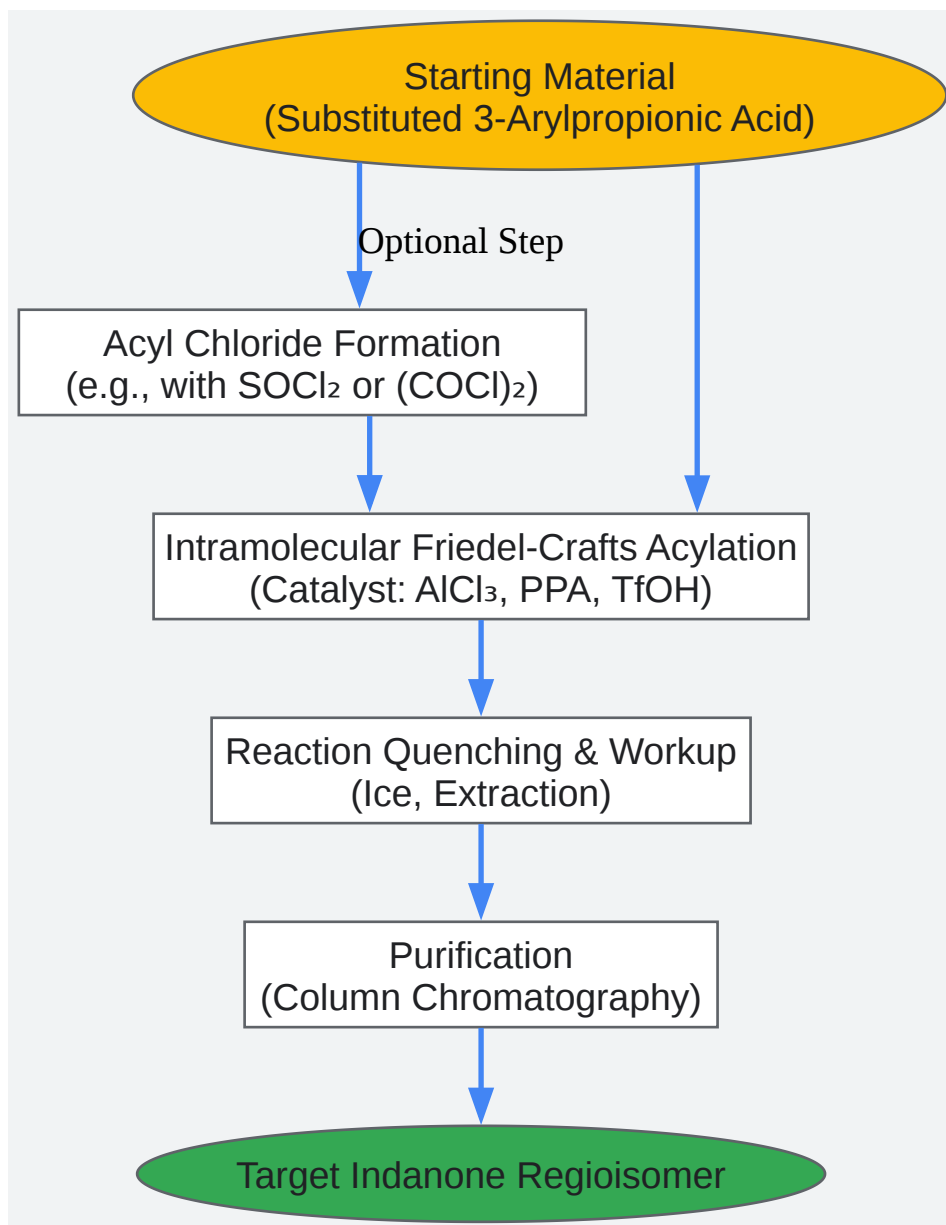 Starting Material
(Substituted 3-Arylpropionic Acid)
Optional Step
Acyl Chloride Formation
(e.g., with SOCl₂ or (COCl)₂)
Intramolecular Friedel-Crafts Acylation
(Catalyst: AlCl₃, PPA, TfOH)
Reaction Quenching & Workup
(Ice, Extraction)
Purification
(Column Chromatography)
Target Indanone Regioisomer